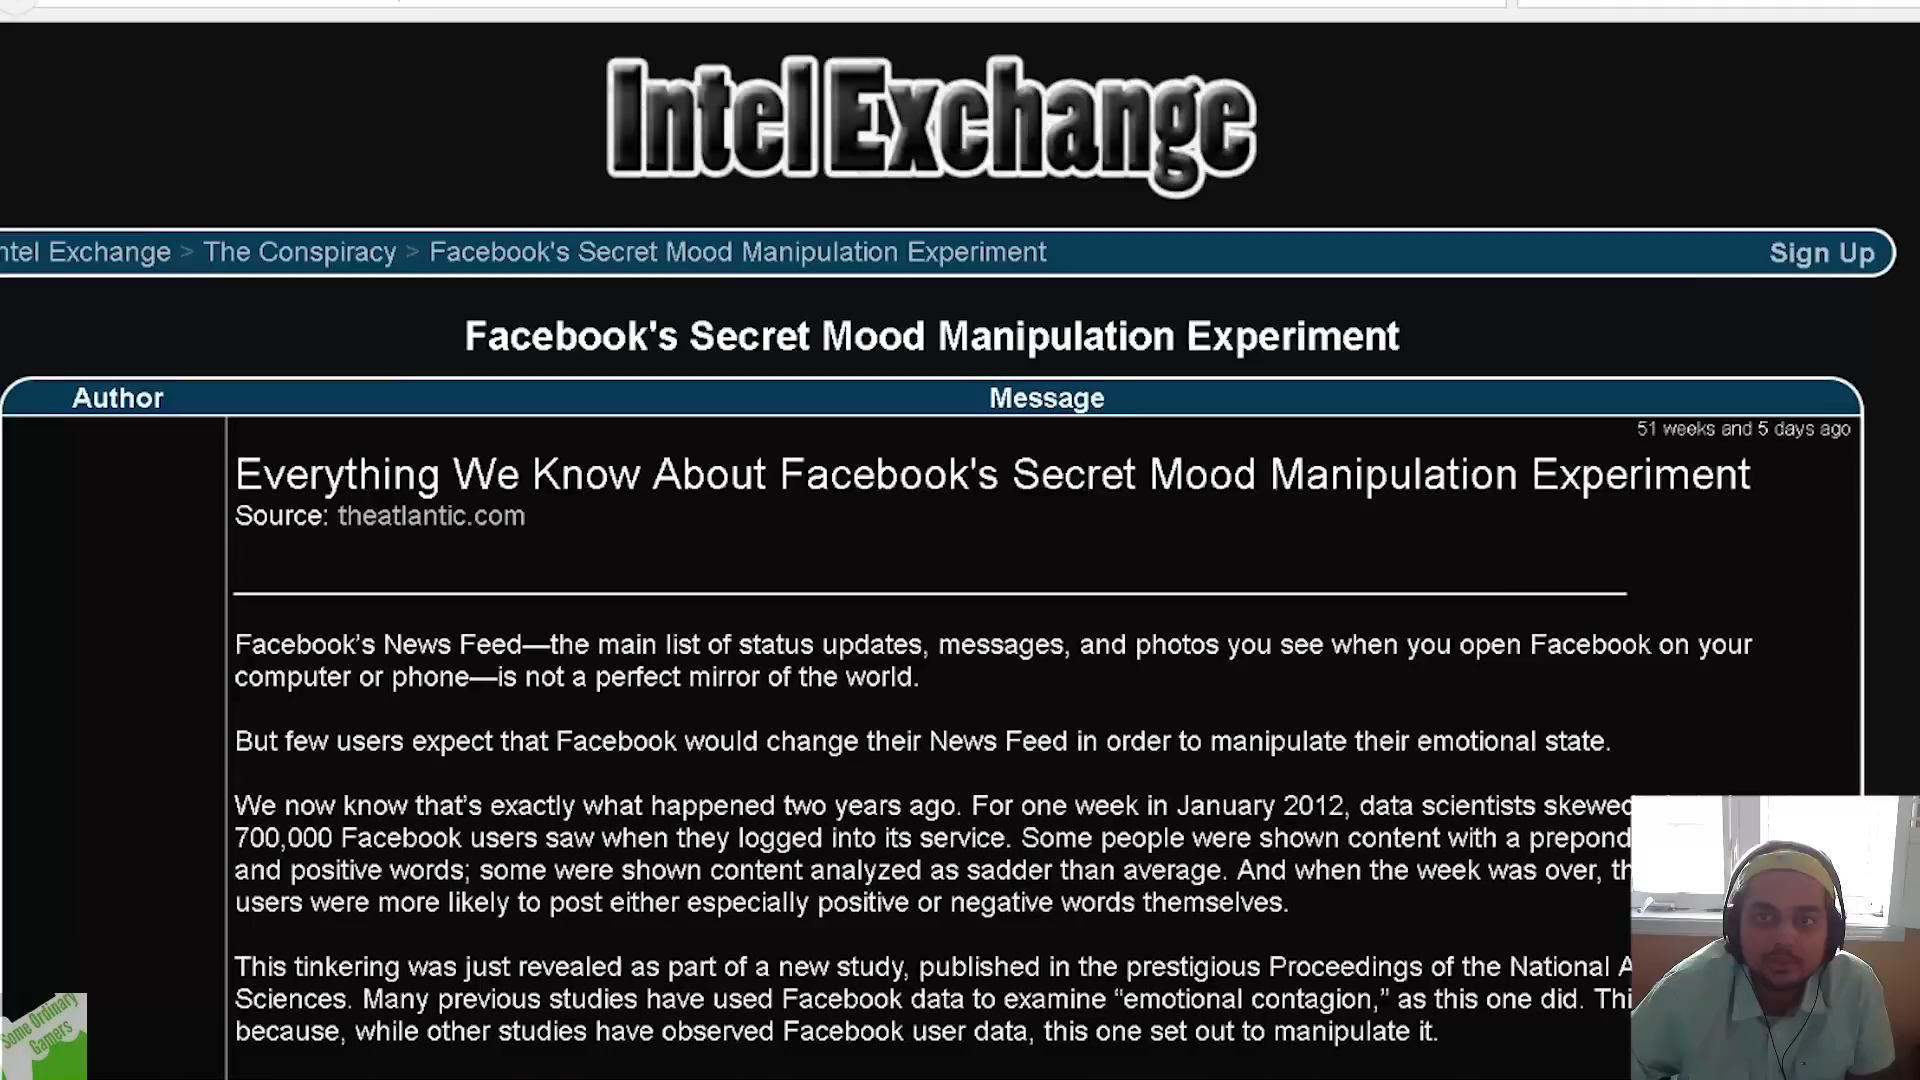 Intel Exchange
ntel Exchange > The Conspiracy > Facebook's Secret Mood Manipulation Experiment
Sign Up
Facebook's Secret Mood Manipulation Experiment
Author
Message
51 weeks and 5 days ago
Everything We Know About Facebook's Secret Mood Manipulation Experiment
Source: theatlantic.com
Facebook’s News Feed—the main list of status updates, messages, and photos you see when you open Facebook on your
computer or phone—is not a perfect mirror of the world.
But few users expect that Facebook would change their News Feed in order to manipulate their emotional state.
We now know that’s exactly what happened two years ago. For one week in January 2012, data scientists skewed
700,000 Facebook users saw when they logged into its service. Some people were shown content with a prepond
and positive words; some were shown content analyzed as sadder than average. And when the week was over, th
users were more likely to post either especially positive or negative words themselves.
This tinkering was just revealed as part of a new study, published in the prestigious Proceedings of the National A
Sciences. Many previous studies have used Facebook data to examine “emotional contagion,” as this one did. Thi
because, while other studies have observed Facebook user data, this one set out to manipulate it.
Some Ordinary
Gamers